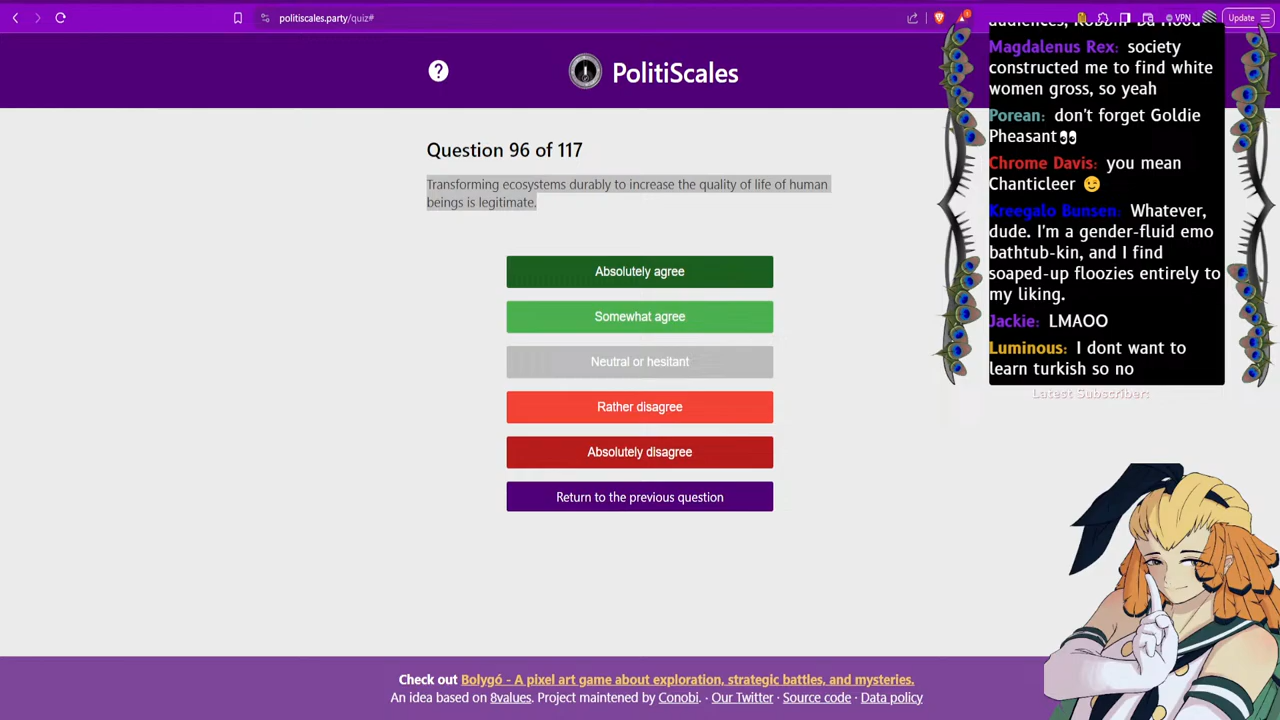 politiscales.party/quiz#
VPN
Update
PolitiScales
Question 96 of 117
Transforming ecosystems durably to increase the quality of life of human
beings is legitimate.
Absolutely agree
Somewhat agree
Neutral or hesitant
Rather disagree
Absolutely disagree
Return to the previous question
Check out Bolygó - A pixel art game about exploration, strategic battles, and mysteries.
An idea based on 8values. Project maintened by Conobi. · Our Twitter · Source code · Data policy
Magdalenus Rex: society
constructed me to find white
women gross, so yeah
Porean: don't forget Goldie
Pheasant👀
Chrome Davis: you mean
Chanticleer 😉
Kreegalo Bunsen: Whatever,
dude. I'm a gender-fluid emo
bathtub-kin, and I find
soaped-up floozies entirely to
my liking.
Jackie: LMAOO
Luminous: I dont want to
learn turkish so no
Latest Subscriber: